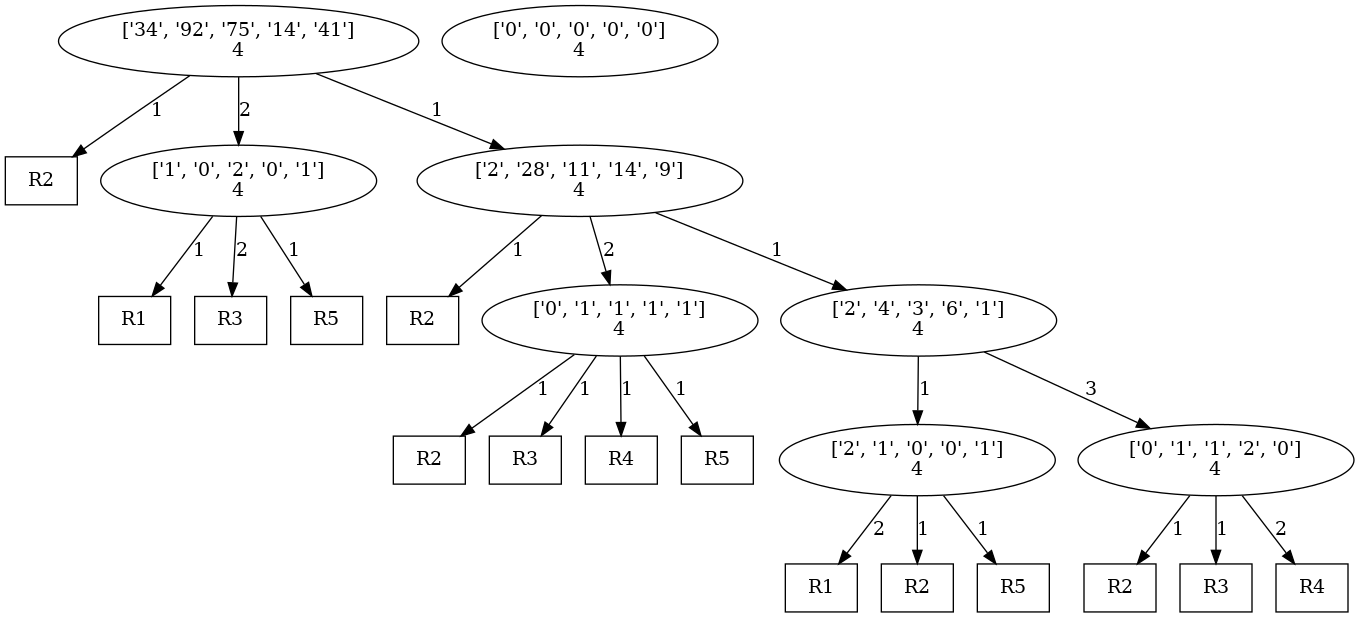 ['34', '92', '75', '14', '41']
4
['0', '0', '0', '0', '0']
4
1
2
1
R2
['1', '0', '2', '0', '1']
4
['2', '28', '11', '14', '9']
4
1
2
1
1
2
1
R1
R3
R5
R2
['0', '1', '1', '1', '1']
4
['2', '4', '3', '6', '1']
4
1
1
1
1
1
3
R2
R3
R4
R5
['2', '1', '0', '0', '1']
4
['0', '1', '1', '2', '0']
4
2
1
1
1
1
2
R1
R2
R5
R2
R3
R4